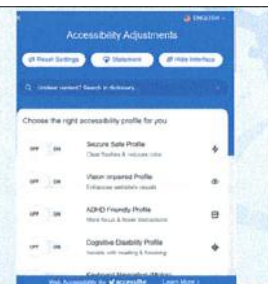 ENGLISH
Accessibility Adjustments
Reset Settings
Statement
Hide Interface
Unclear content? Search in dictionary...
Choose the right accessibility profile for you
OFF ON
Seizure Safe Profile
Clear flashes & reduces color
OFF ON
Vision Impaired Profile
Enhances website's visuals
OFF ON
ADHD Friendly Profile
More focus & fewer distractions
OFF ON
Cognitive Disability Profile
Assists with reading & focusing
Keyboard Navigation (Motor)
Web Accessibility By accessiBe
Learn More